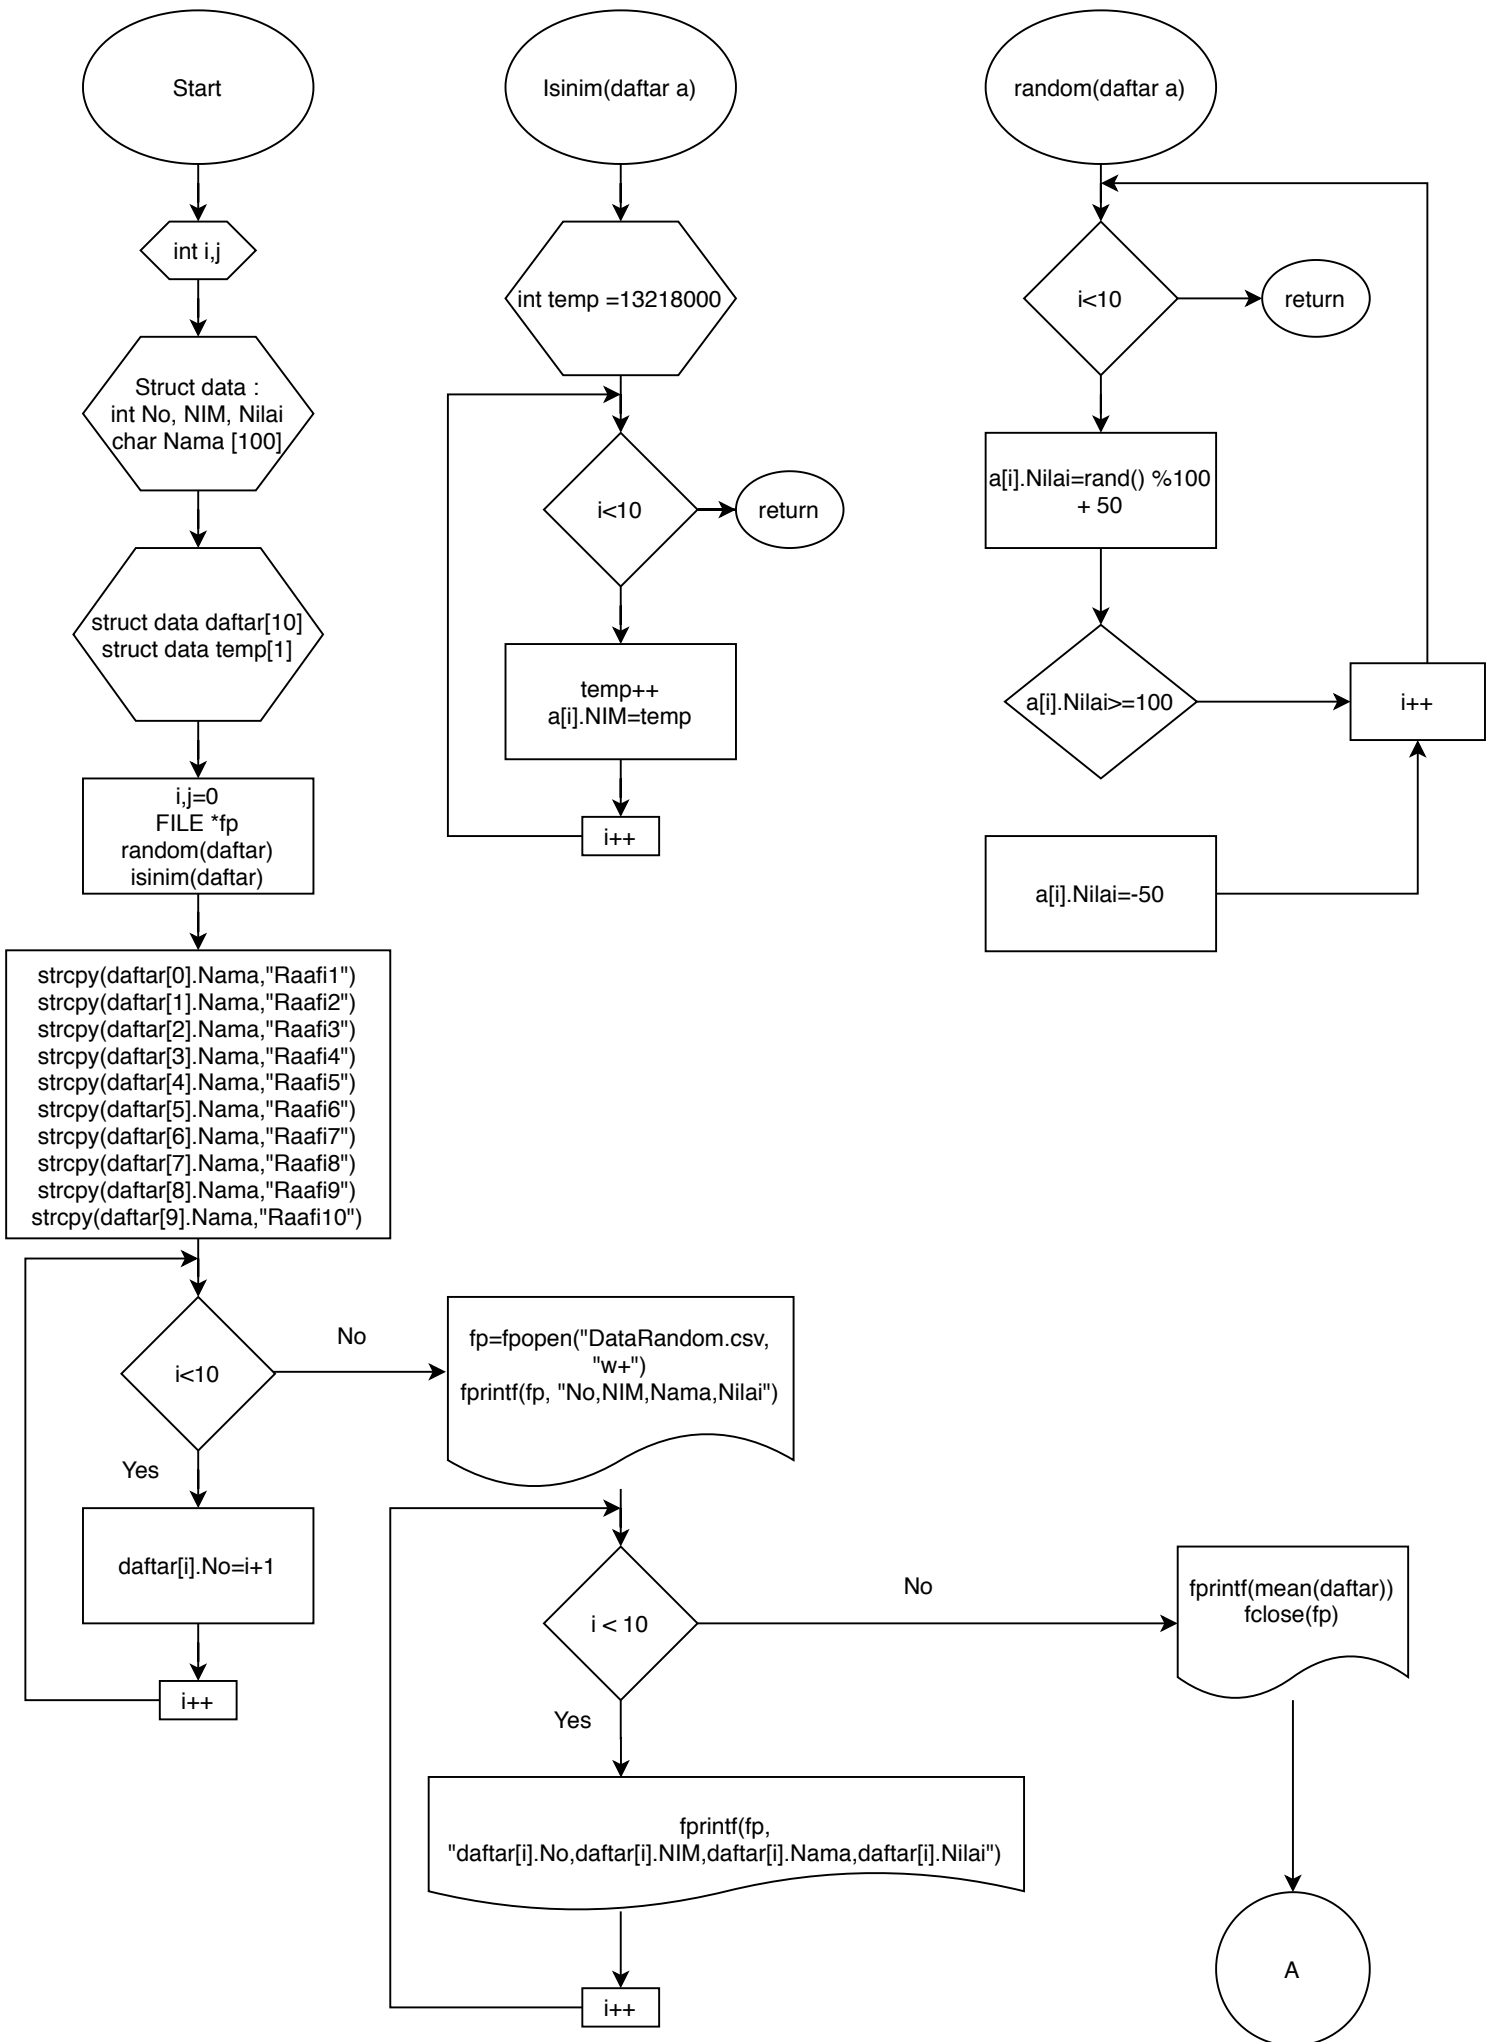 Start
int i,j
Struct data :
int No, NIM, Nilai
char Nama [100]
struct data daftar[10]
struct data temp[1]
i,j=0
FILE *fp
random(daftar)
isinim(daftar)
strcpy(daftar[0].Nama,"Raafi1")
strcpy(daftar[1].Nama,"Raafi2")
strcpy(daftar[2].Nama,"Raafi3")
strcpy(daftar[3].Nama,"Raafi4")
strcpy(daftar[4].Nama,"Raafi5")
strcpy(daftar[5].Nama,"Raafi6")
strcpy(daftar[6].Nama,"Raafi7")
strcpy(daftar[7].Nama,"Raafi8")
strcpy(daftar[8].Nama,"Raafi9")
strcpy(daftar[9].Nama,"Raafi10")
i<10
Yes
daftar[i].No=i+1
i++
No
fp=fpopen("DataRandom.csv,
"w+")
fprintf(fp, "No,NIM,Nama,Nilai")
i < 10
Yes
fprintf(fp,
"daftar[i].No,daftar[i].NIM,daftar[i].Nama,daftar[i].Nilai")
i++
No
fprintf(mean(daftar))
fclose(fp)
A
Isinim(daftar a)
int temp =13218000
i<10
return
temp++
a[i].NIM=temp
i++
random(daftar a)
i<10
return
a[i].Nilai=rand() %100
+ 50
a[i].Nilai>=100
i++
a[i].Nilai=-50